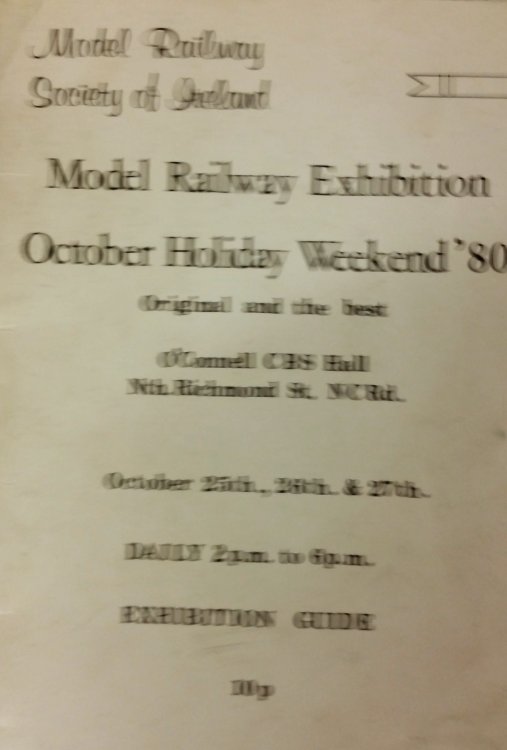 Model Railway
Society of Ireland
Model Railway Exhibition
October Holiday Weekend '80
Original and the best
O'Connell CBS Hall
Nth. Richmond St. N.C.Rd.
October 25th., 26th. & 27th.
DAILY 2p.m. to 6p.m.
EXHIBITION GUIDE
10p